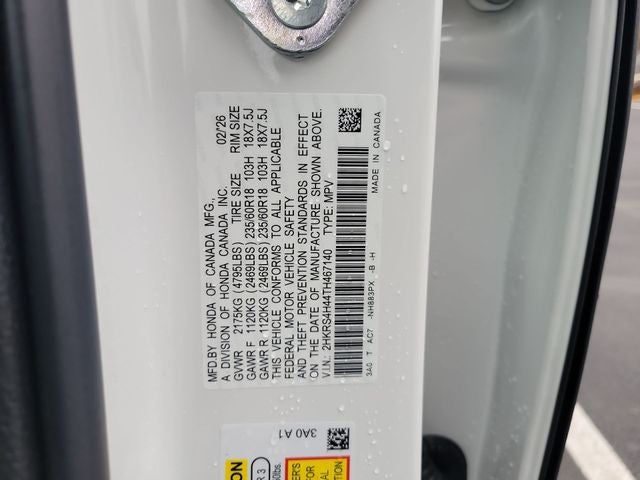 MFD.BY HONDA OF CANADA MFG., 02/26
A DIVISION OF HONDA CANADA INC.
GVWR 2175KG (4795LBS) TIRE SIZE RIM SIZE
GAWR F 1120KG (2469LBS) 235/60R18 103H 18X7.5J
GAWR R 1120KG (2469LBS) 235/60R18 103H 18X7.5J
THIS VEHICLE CONFORMS TO ALL APPLICABLE
FEDERAL MOTOR VEHICLE SAFETY
AND THEFT PREVENTION STANDARDS IN EFFECT
ON THE DATE OF MANUFACTURE SHOWN ABOVE.
V.I.N: 2HKRS4H44TH467140 TYPE: MPV
3A0 T AC7 -NH883PX -B -H
MADE IN CANADA
3A0 A1